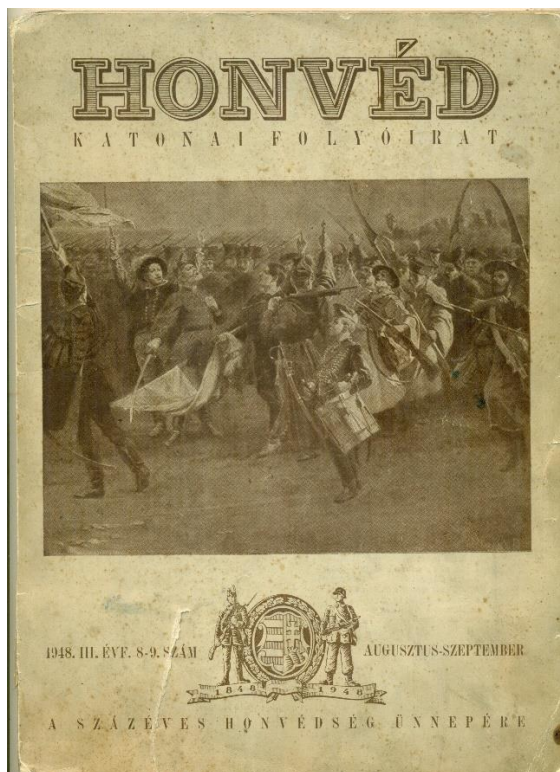 HONVÉD
KATONAI FOLYÓIRAT
1948. III. ÉVF. 8-9. SZÁM
AUGUSZTUS-SZEPTEMBER
1848 1948
A SZÁZÉVES HONVÉDSÉG ÜNNEPÉRE